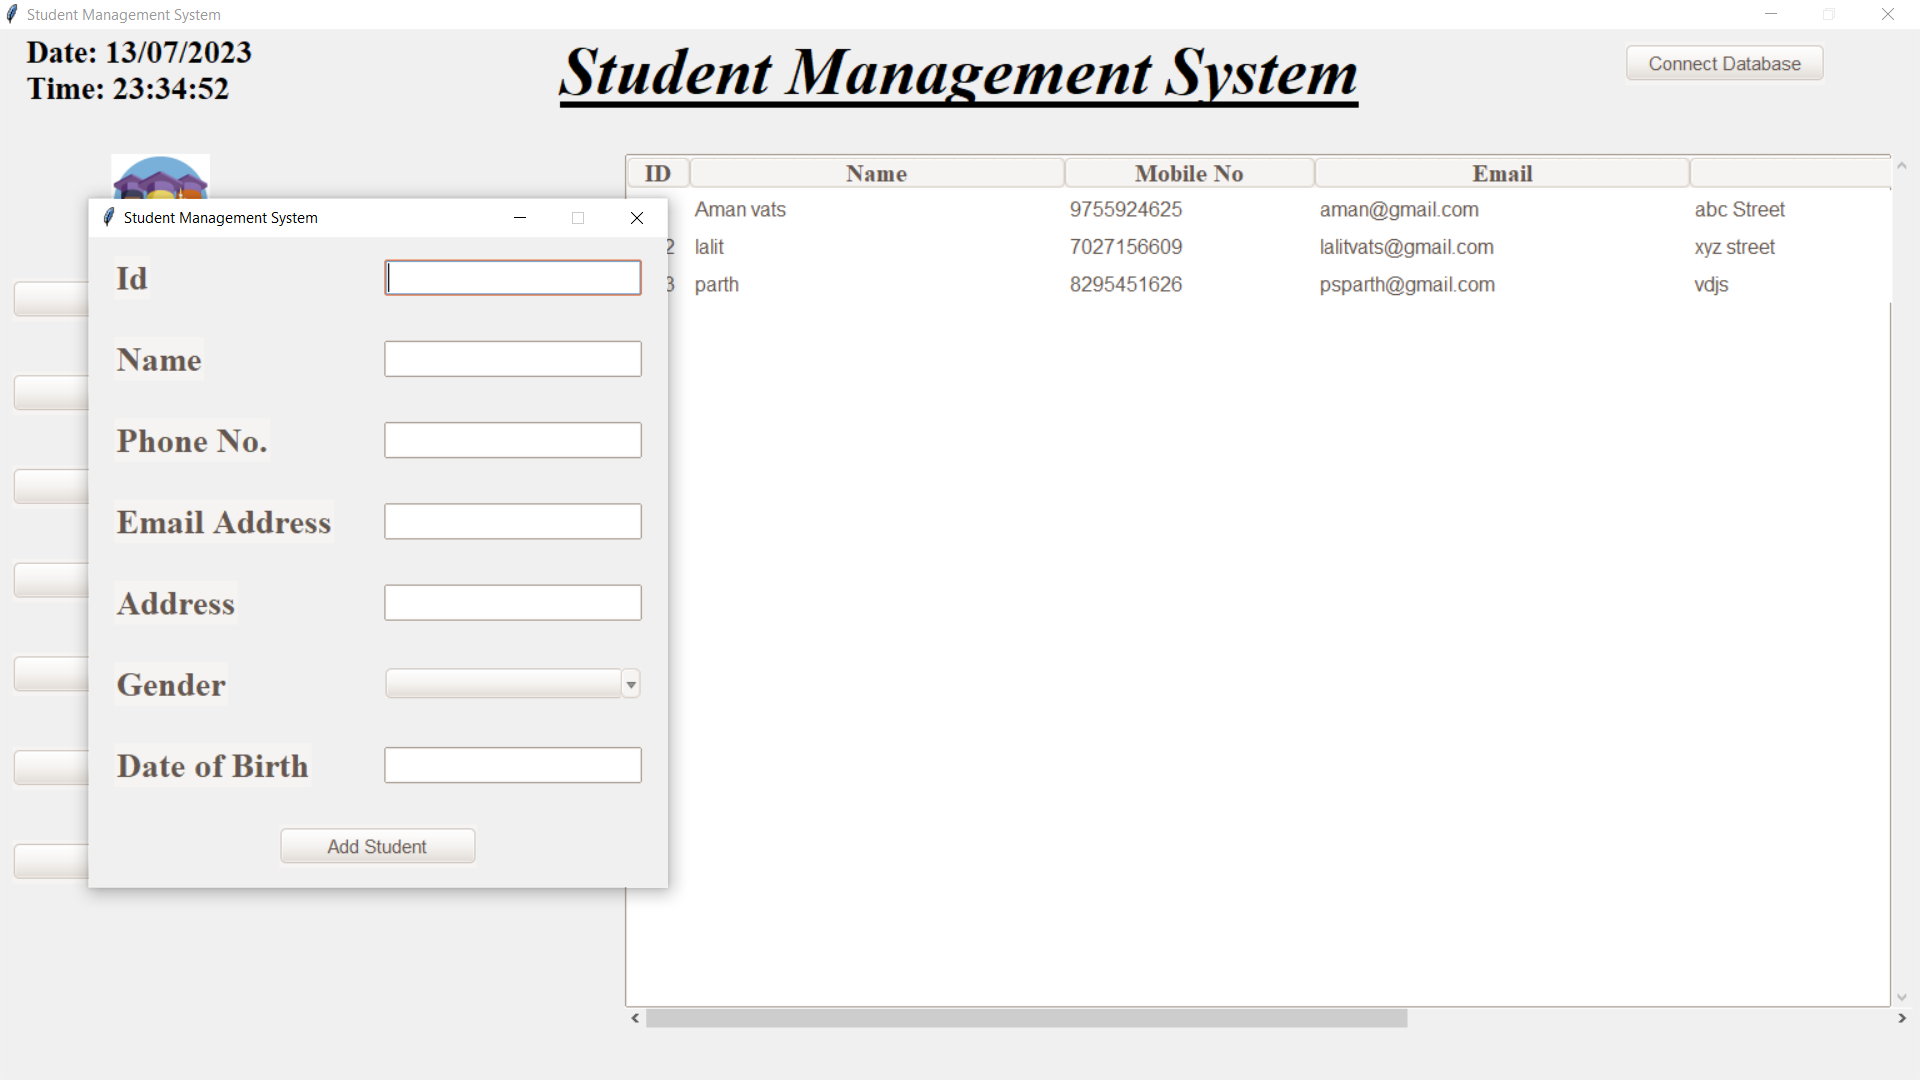 Student Management System
Date: 13/07/2023
Time: 23:34:52
Student Management System
Connect Database
ID Name Mobile No Email
Aman vats 9755924625 aman@gmail.com abc Street
2 lalit 7027156609 lalitvats@gmail.com xyz street
3 parth 8295451626 psparth@gmail.com vdjs
Student Management System
Id
Name
Phone No.
Email Address
Address
Gender
Date of Birth
Add Student